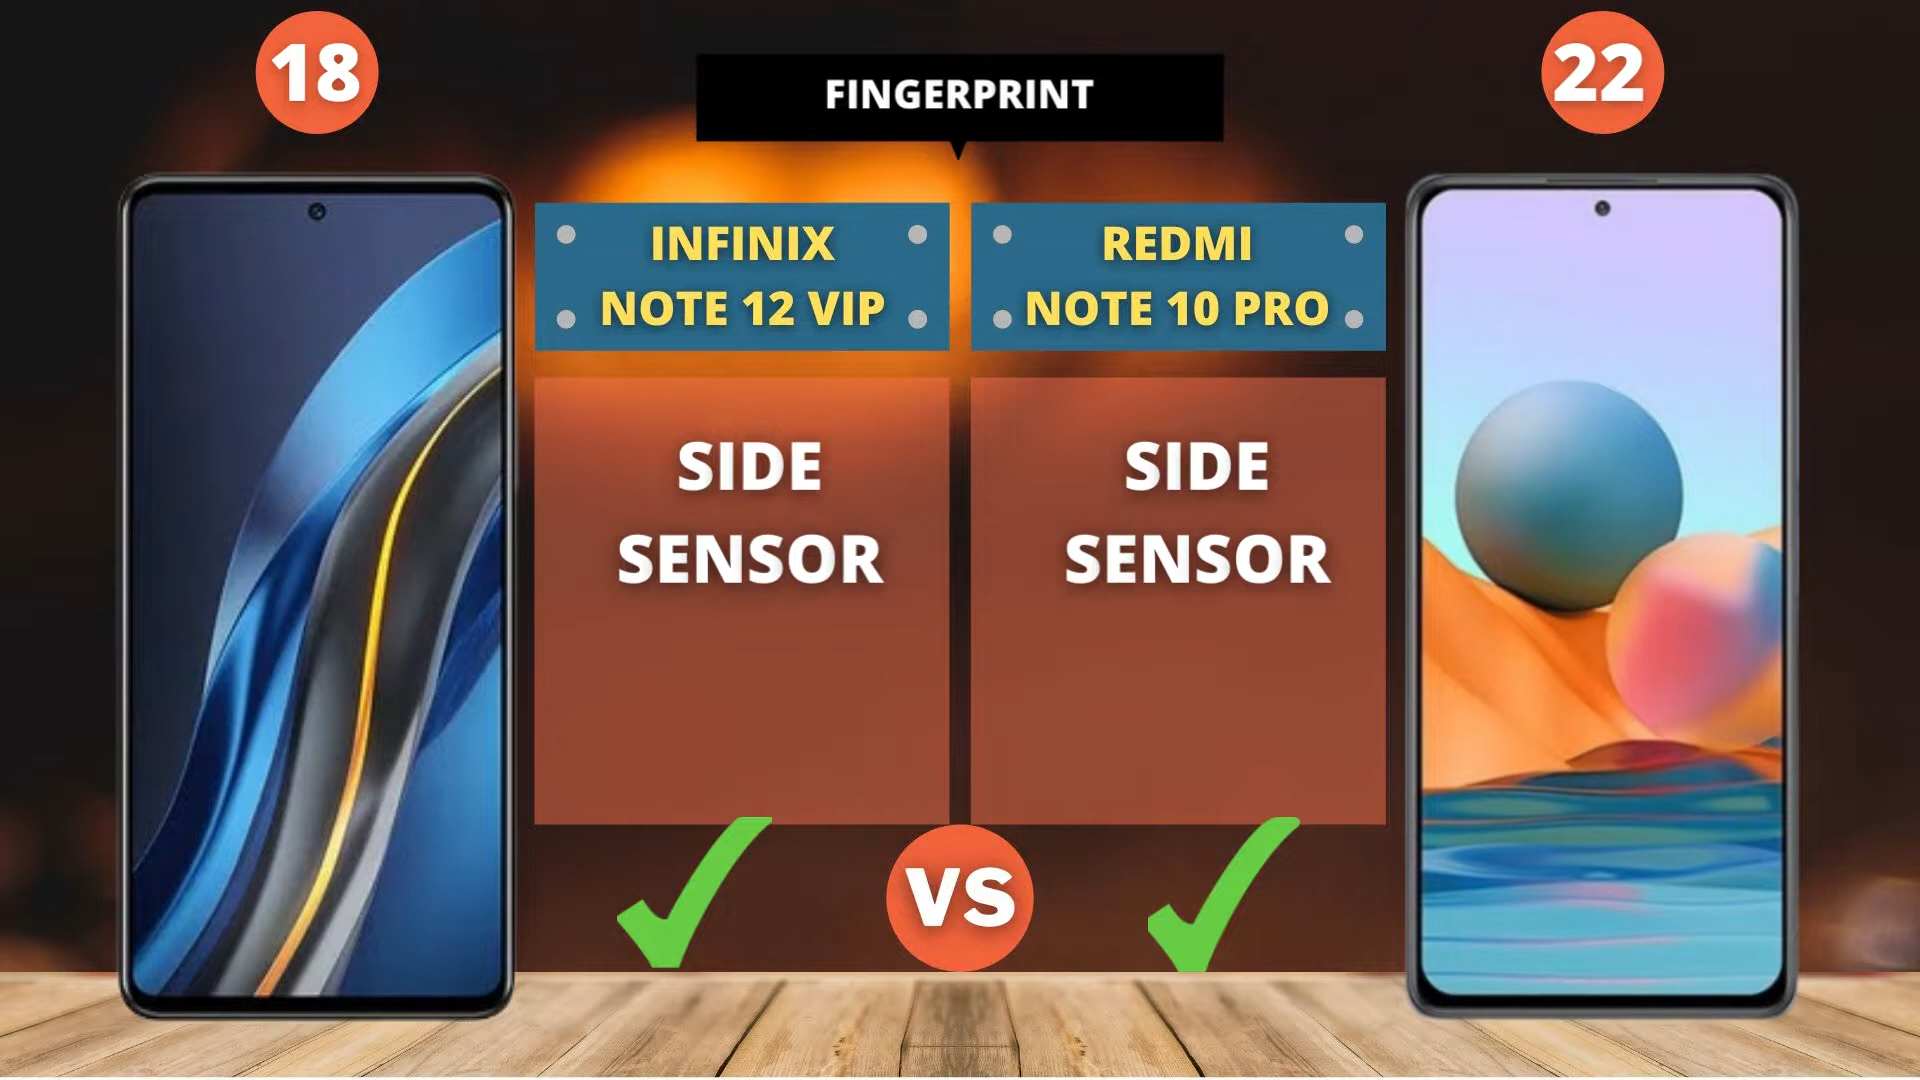 18
FINGERPRINT
22
INFINIX
NOTE 12 VIP
REDMI
NOTE 10 PRO
SIDE
SENSOR
SIDE
SENSOR
VS